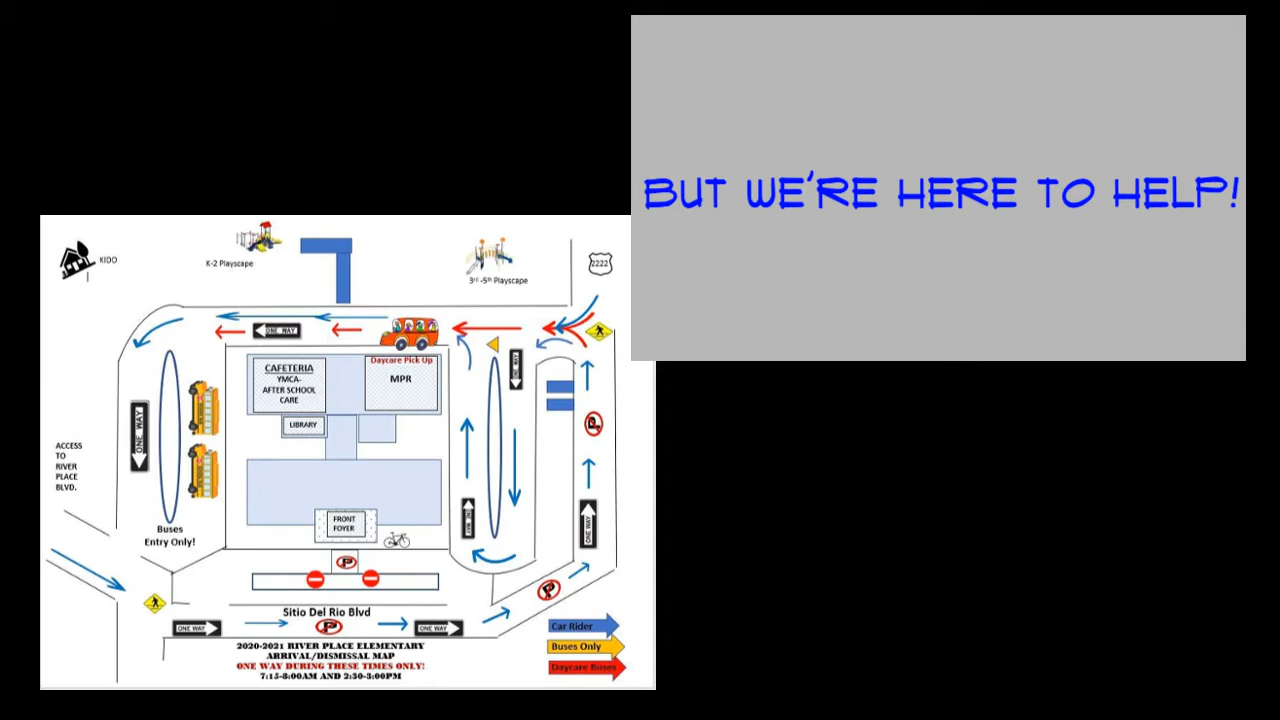 BUT WE'RE HERE TO HELP!
KIDO
K-2 Playscape
3rd -5th Playscape
2222
ONE WAY
Daycare Pick Up
CAFETERIA
YMCA-
AFTER SCHOOL
CARE
MPR
ONE WAY
LIBRARY
ONE WAY
ACCESS
TO
RIVER
PLACE
BLVD.
ONE WAY
ONE WAY
FRONT
FOYER
Buses
Entry Only!
P
P
Sitio Del Rio Blvd
ONE WAY
P
ONE WAY
Car Rider
Buses Only
Daycare Buses
2020-2021 RIVER PLACE ELEMENTARY
ARRIVAL/DISMISSAL MAP
ONE WAY DURING THESE TIMES ONLY!
7:15-8:00AM AND 2:30-3:00PM